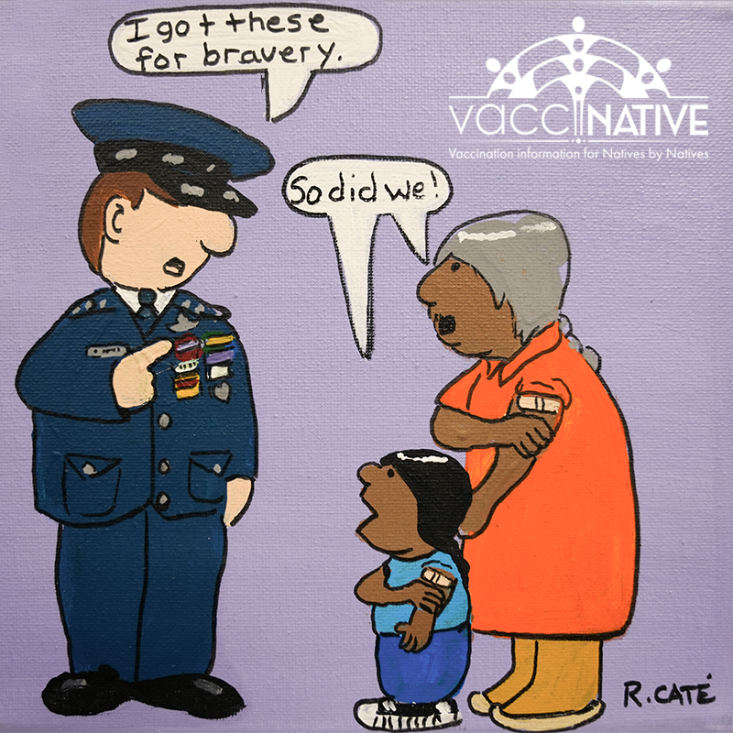 I got these
for bravery.
VACCINATIVE
Vaccination information for Natives by Natives
So did we!
R. CATÉ